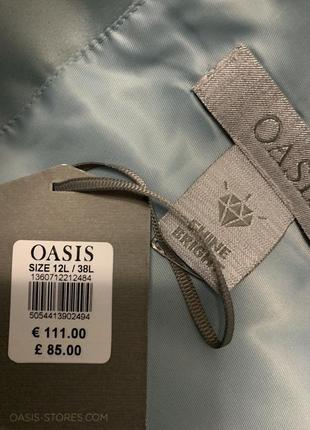 OASIS
SHINE
BRIGHT
OASIS
SIZE 12L / 38L
1360712212484
€ 111.00
£ 85.00
5054413902494
OASIS-STORES.COM